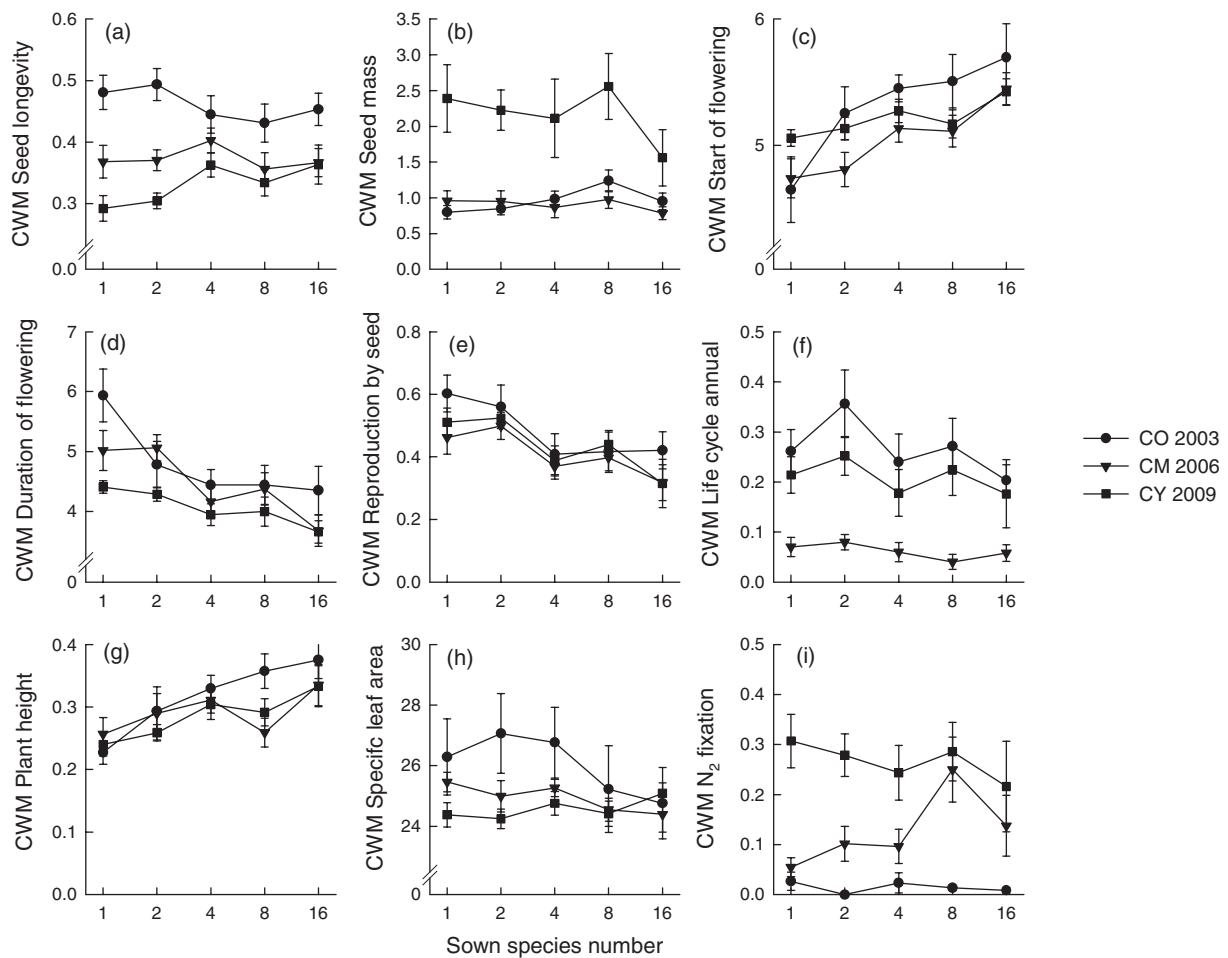 (a)
CWM Seed longevity
0.6
0.5
0.4
0.3
0.0
1 2 4 8 16
(b)
CWM Seed mass
3.5
3.0
2.5
2.0
1.5
1.0
0.5
0.0
1 2 4 8 16
(c)
CWM Start of flowering
6
5
0
1 2 4 8 16
(d)
CWM Duration of flowering
7
6
5
4
0
1 2 4 8 16
(e)
CWM Reproduction by seed
0.8
0.6
0.4
0.2
0.0
1 2 4 8 16
(f)
CWM Life cycle annual
0.5
0.4
0.3
0.2
0.1
0.0
1 2 4 8 16
CO 2003
CM 2006
CY 2009
(g)
CWM Plant height
0.4
0.3
0.2
0.1
0.0
1 2 4 8 16
(h)
CWM Specifc leaf area
30
28
26
24
0
1 2 4 8 16
(i)
CWM N₂ fixation
0.5
0.4
0.3
0.2
0.1
0.0
1 2 4 8 16
Sown species number